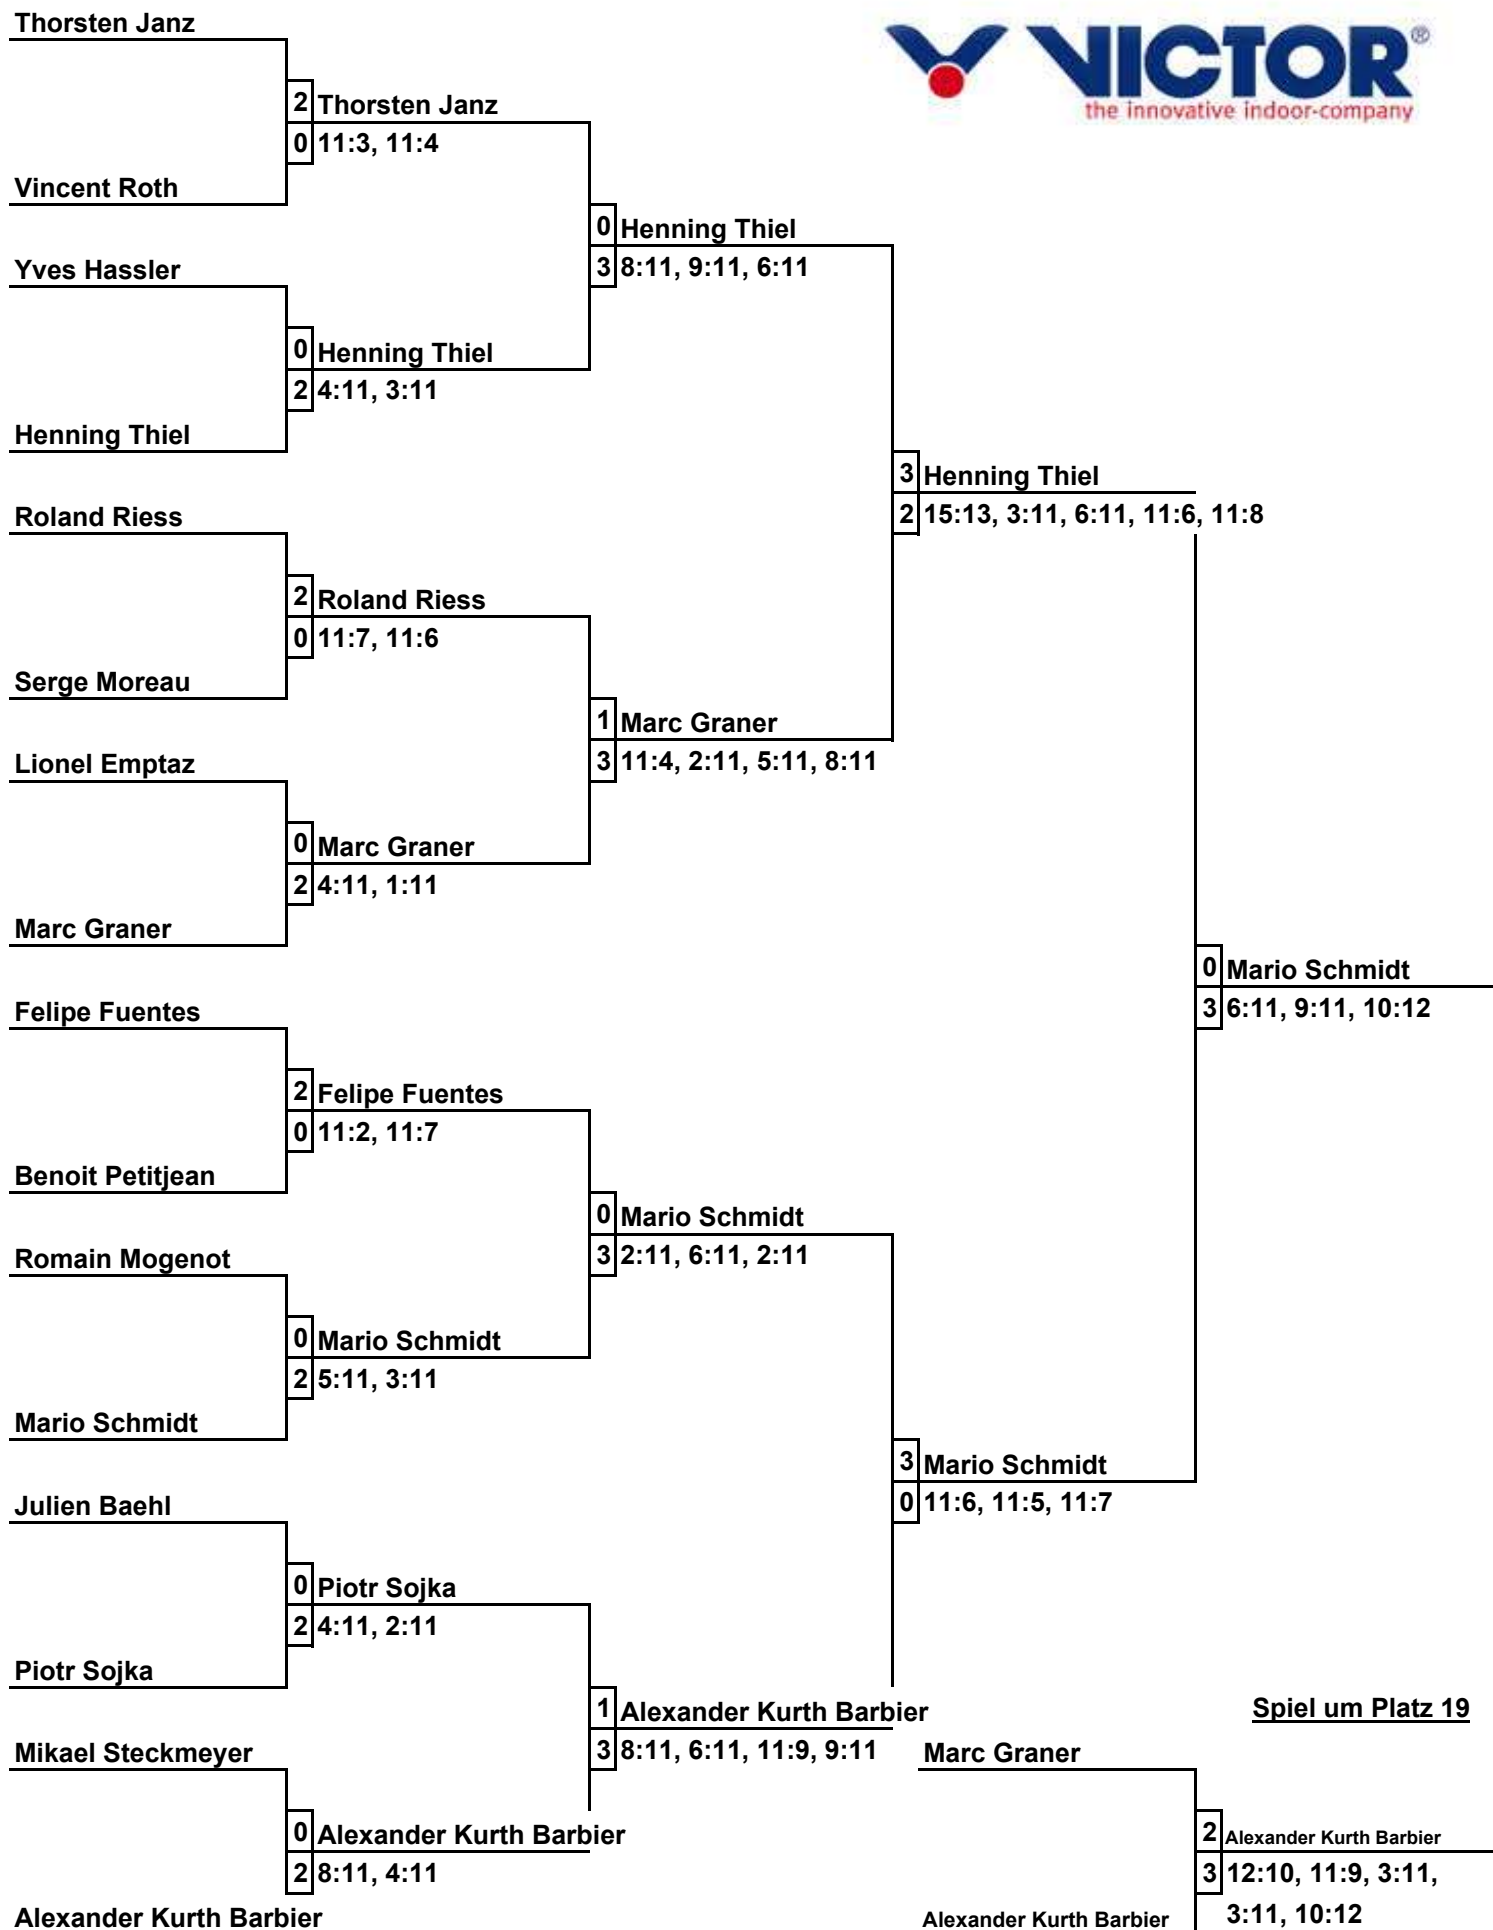 Thorsten Janz
VICTOR®
the innovative indoor-company
2 Thorsten Janz
0 11:3, 11:4
Vincent Roth
0 Henning Thiel
3 8:11, 9:11, 6:11
Yves Hassler
0 Henning Thiel
2 4:11, 3:11
Henning Thiel
3 Henning Thiel
2 15:13, 3:11, 6:11, 11:6, 11:8
Roland Riess
2 Roland Riess
0 11:7, 11:6
Serge Moreau
1 Marc Graner
3 11:4, 2:11, 5:11, 8:11
Lionel Emptaz
0 Marc Graner
2 4:11, 1:11
Marc Graner
0 Mario Schmidt
3 6:11, 9:11, 10:12
Felipe Fuentes
2 Felipe Fuentes
0 11:2, 11:7
Benoit Petitjean
0 Mario Schmidt
3 2:11, 6:11, 2:11
Romain Mogenot
0 Mario Schmidt
2 5:11, 3:11
Mario Schmidt
3 Mario Schmidt
0 11:6, 11:5, 11:7
Julien Baehl
0 Piotr Sojka
2 4:11, 2:11
Piotr Sojka
1 Alexander Kurth Barbier
3 8:11, 6:11, 11:9, 9:11
Mikael Steckmeyer
0 Alexander Kurth Barbier
2 8:11, 4:11
Alexander Kurth Barbier
Spiel um Platz 19
Marc Graner
2 Alexander Kurth Barbier
3 12:10, 11:9, 3:11,
3:11, 10:12
Alexander Kurth Barbier